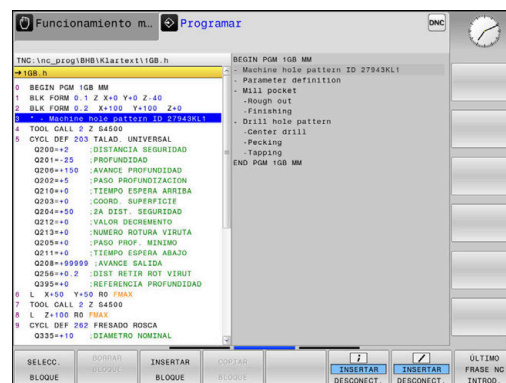 Funcionamiento m...
Programar
DNC
TNC:\nc_prog\BHB\Klartext\1GB.h
→1GB.h
0 BEGIN PGM 1GB MM
1 BLK FORM 0.1 Z X+0 Y+0 Z-40
2 BLK FORM 0.2 X+100 Y+100 Z+0
3 * - Machine hole pattern ID 27943KL1
4 TOOL CALL 2 Z S4500
5 CYCL DEF 203 TALAD. UNIVERSAL
Q200=+2 ;DISTANCIA SEGURIDAD
Q201=-25 ;PROFUNDIDAD
Q206=+150 ;AVANCE PROFUNDIDAD
Q202=+5 ;PASO PROFUNDIZACION
Q210=+0 ;TIEMPO ESPERA ARRIBA
Q203=+0 ;COORD. SUPERFICIE
Q204=+50 ;2A DIST. SEGURIDAD
Q212=+0 ;VALOR DECREMENTO
Q213=+0 ;NUMERO ROTURA VIRUTA
Q205=+0 ;PASO PROF. MINIMO
Q211=+0 ;TIEMPO ESPERA ABAJO
Q208=+99999 ;AVANCE SALIDA
Q256=+0.2 ;DIST RETIR ROT VIRUT
Q395=+0 ;REFERENCIA PROFUNDIDAD
6 L X+50 Y+50 R0 FMAX
7 TOOL CALL 2 Z S4500
8 L Z+100 R0 FMAX
9 CYCL DEF 262 FRESADO ROSCA
Q335=+10 ;DIAMETRO NOMINAL
BEGIN PGM 1GB MM
- Machine hole pattern ID 27943KL1
- Parameter definition
- Mill pocket
-Rough out
-Finishing
- Drill hole pattern
-Center drill
-Pecking
-Tapping
END PGM 1GB MM
SELECC.
BLOQUE
BORRAR
BLOQUE
INSERTAR
BLOQUE
COPIAR
BLOQUE
INSERTAR
DESCONECT.
INSERTAR
DESCONECT.
ÚLTIMO
FRASE NC
INTROD.